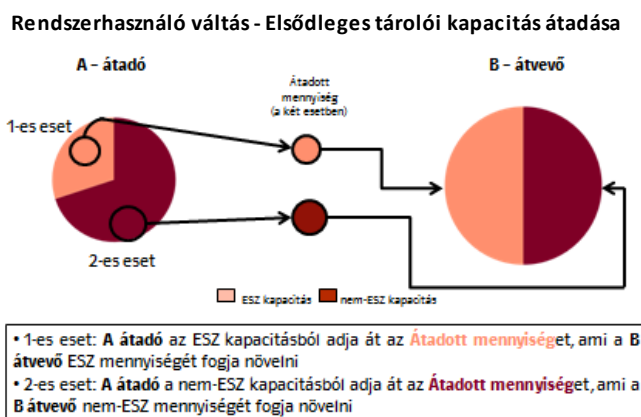 Rendszerhasználó váltás - Elsődleges tárolói kapacitás átadása
A – átadó
B – átvevő
Átadott
mennyiség
(a két esetben)
1-es eset
2-es eset
ESZ kapacitás
nem-ESZ kapacitás
• 1-es eset: A átadó az ESZ kapacitásból adja át az Átadott mennyiséget, ami a B
átvevő ESZ mennyiségét fogja növelni
• 2-es eset: A átadó a nem-ESZ kapacitásból adja át az Átadott mennyiséget, ami a
B átvevő nem-ESZ mennyiségét fogja növelni